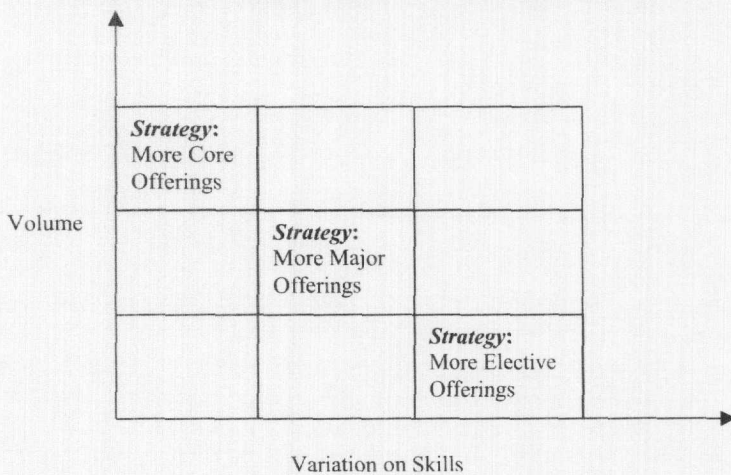 Strategy:
More Core
Offerings
Volume
Strategy:
More Major
Offerings
Strategy:
More Elective
Offerings
Variation on Skills